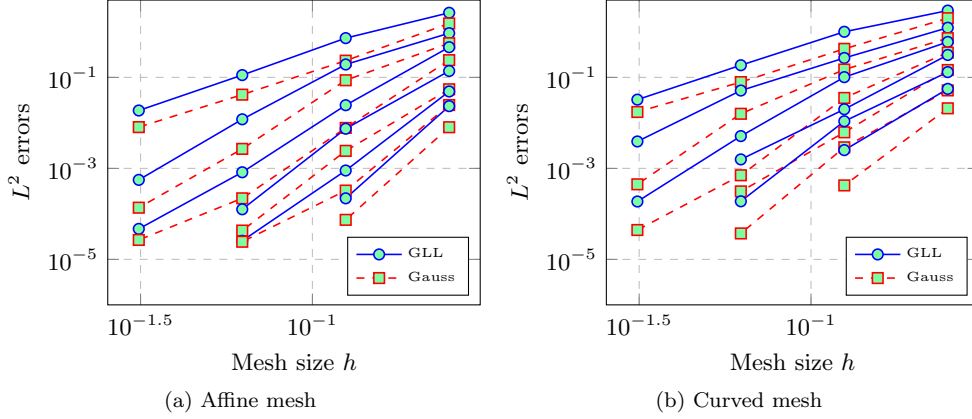 10^{-1}
10^{-3}
10^{-5}
L^2 errors
GLL
Gauss
10^{-1.5}
10^{-1}
Mesh size h
(a) Affine mesh
10^{-1}
10^{-3}
10^{-5}
L^2 errors
GLL
Gauss
10^{-1.5}
10^{-1}
Mesh size h
(b) Curved mesh